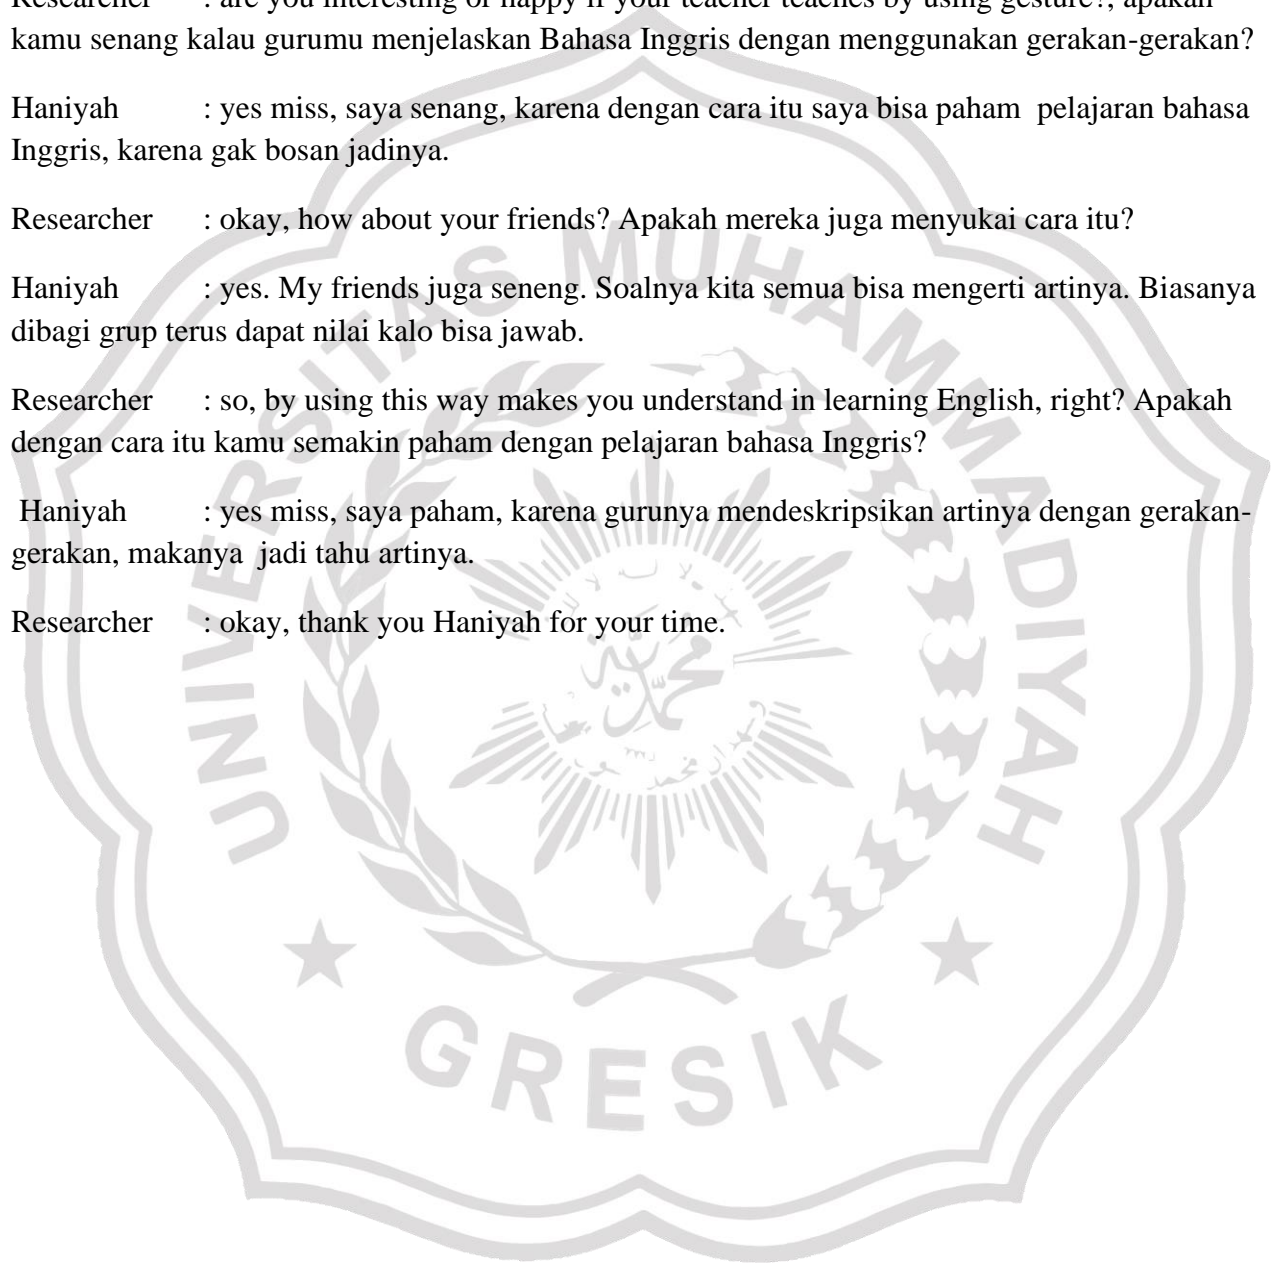 Researcher : are you interesting or happy if your teacher teaches by using gesture?, apakah
kamu senang kalau gurumu menjelaskan Bahasa Inggris dengan menggunakan gerakan-gerakan?
Haniyah : yes miss, saya senang, karena dengan cara itu saya bisa paham pelajaran bahasa
Inggris, karena gak bosan jadinya.
Researcher : okay, how about your friends? Apakah mereka juga menyukai cara itu?
Haniyah : yes. My friends juga seneng. Soalnya kita semua bisa mengerti artinya. Biasanya
dibagi grup terus dapat nilai kalo bisa jawab.
Researcher : so, by using this way makes you understand in learning English, right? Apakah
dengan cara itu kamu semakin paham dengan pelajaran bahasa Inggris?
Haniyah : yes miss, saya paham, karena gurunya mendeskripsikan artinya dengan gerakan-
gerakan, makanya jadi tahu artinya.
Researcher : okay, thank you Haniyah for your time.
UNIVERSITAS MUHAMMADIYAH
GRESIK
محمد